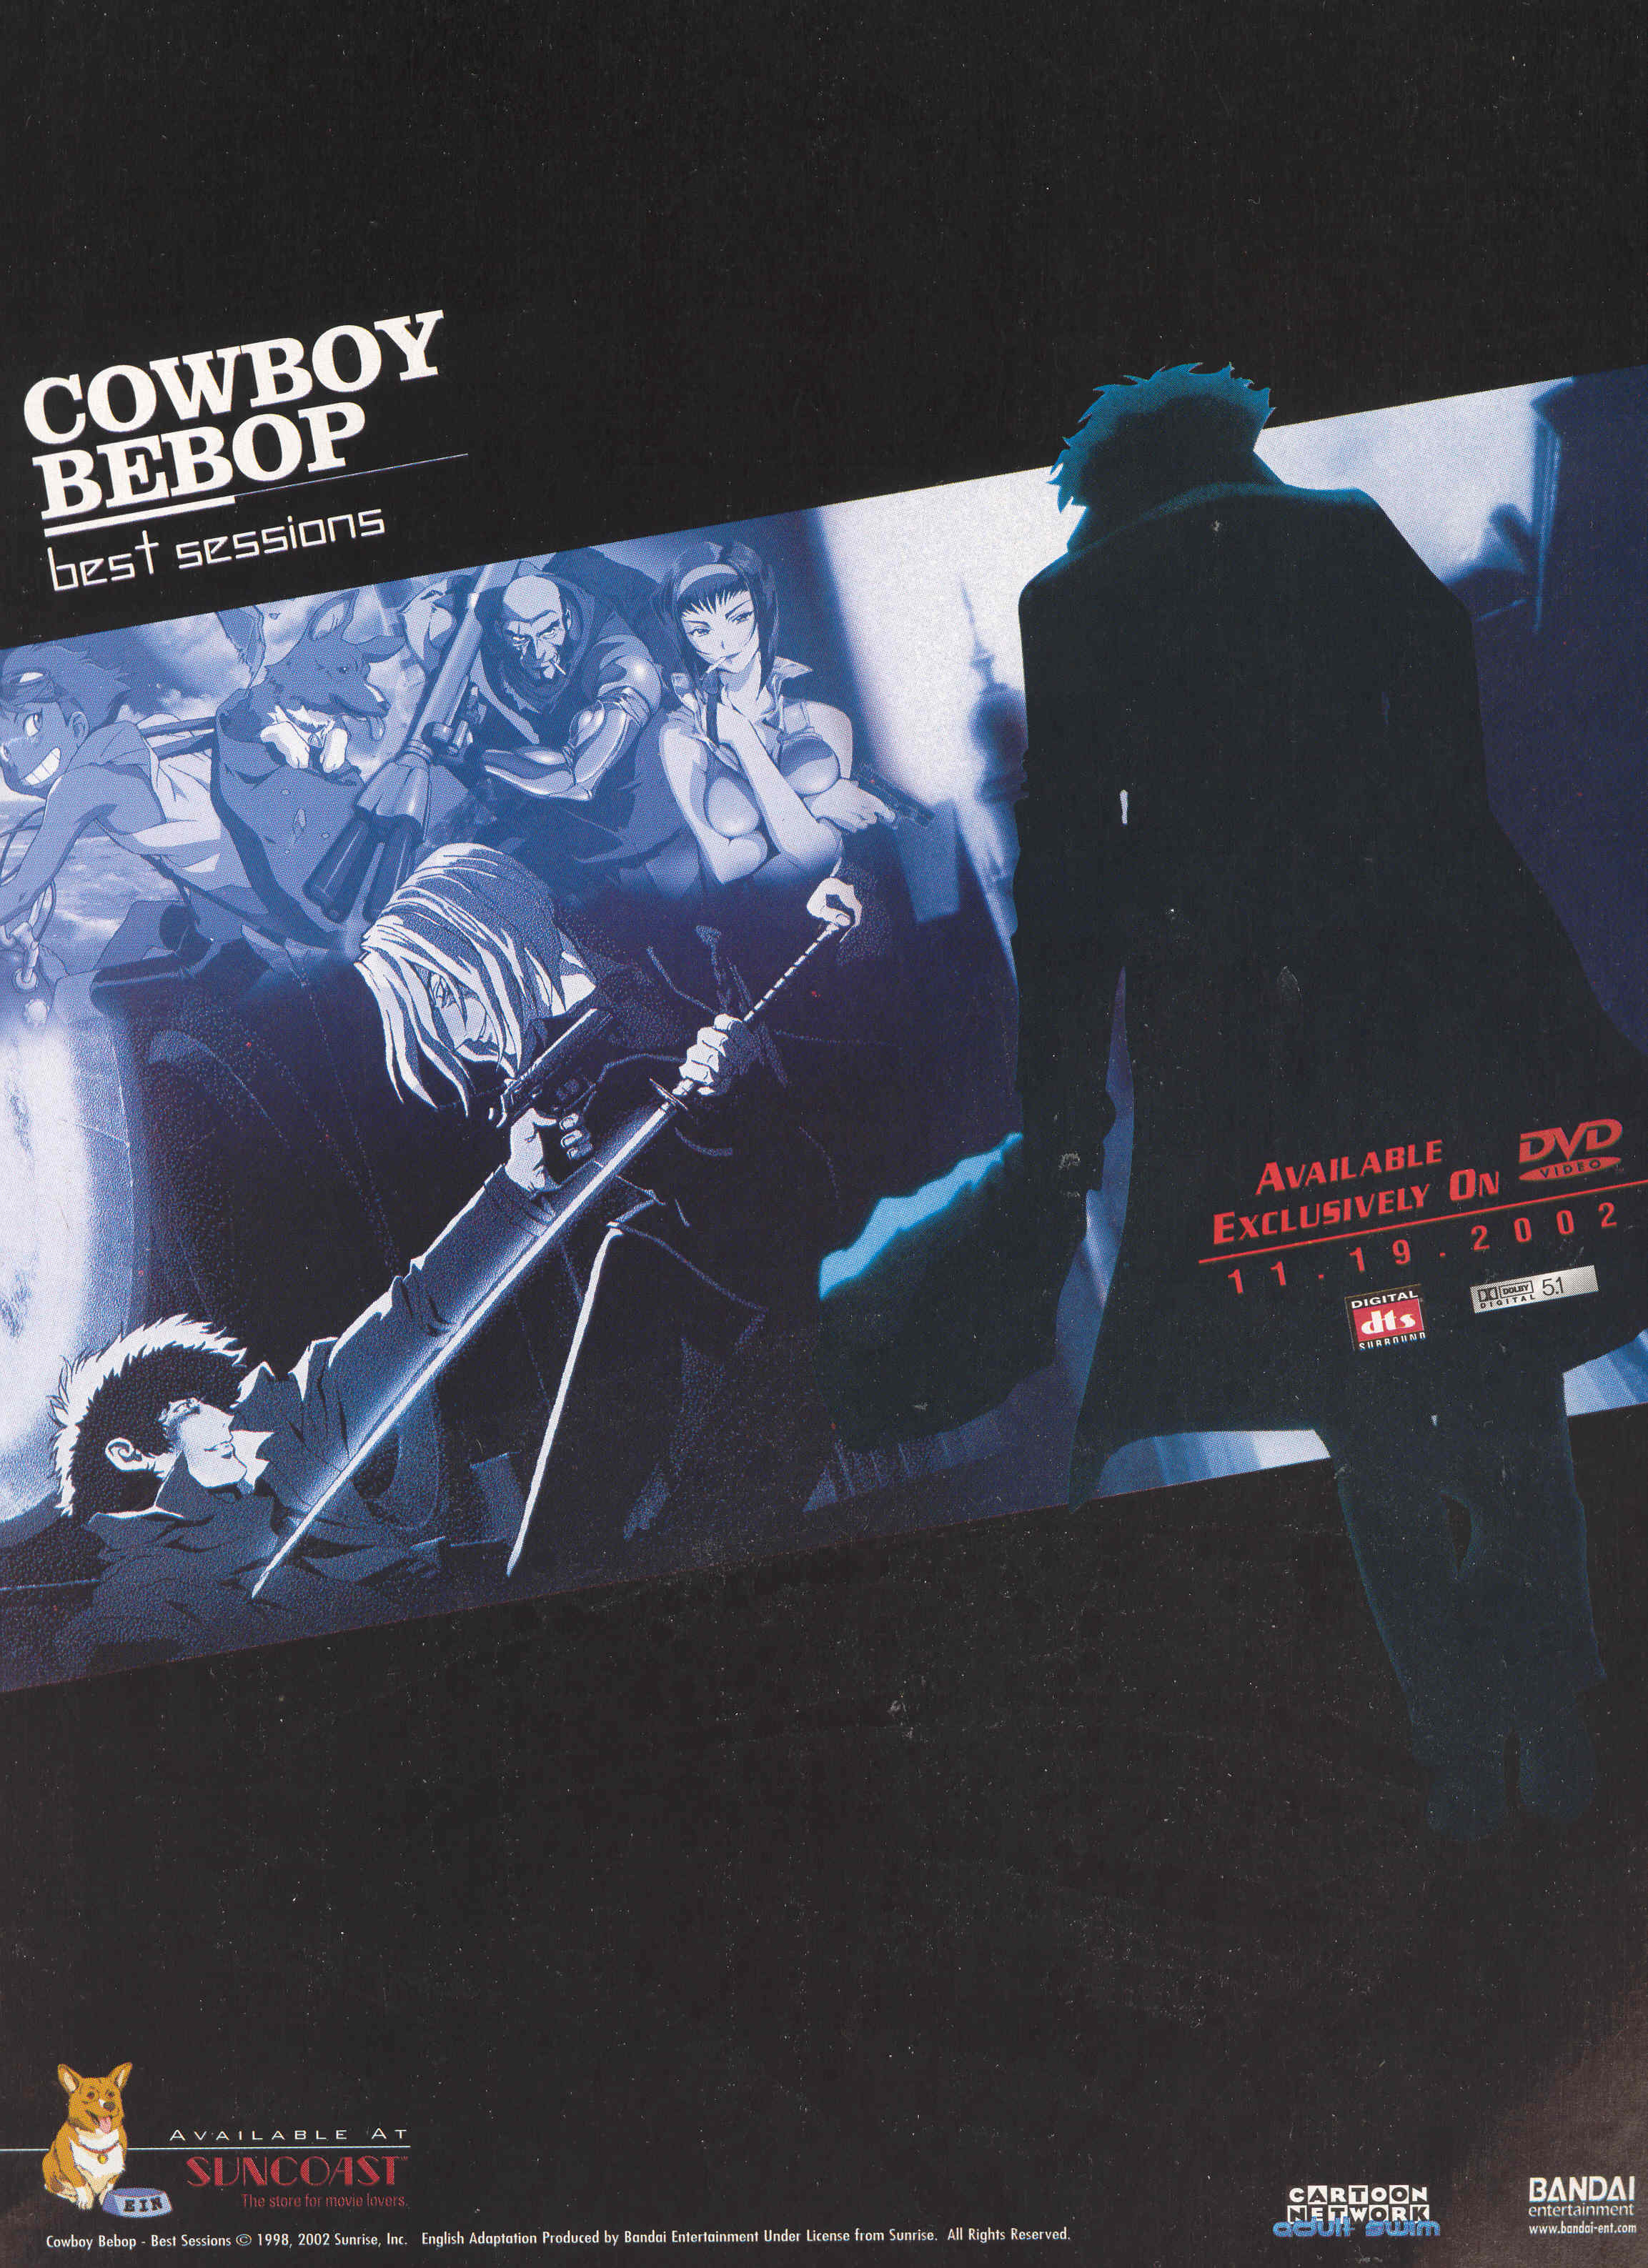 COWBOY
BEBOP
best sessions
AVAILABLE
EXCLUSIVELY ON DVD
VIDEO
11.19.2002
DIGITAL
dts
SURROUND
DOLBY
DIGITAL 5.1
AVAILABLE AT
SUNCOAST™
The store for movie lovers.
EIN
CARTOON
NETWORK
adult swim
BANDAI
entertainment
www.bandai-ent.com
Cowboy Bebop - Best Sessions © 1998, 2002 Sunrise, Inc. English Adaptation Produced by Bandai Entertainment Under License from Sunrise. All Rights Reserved.